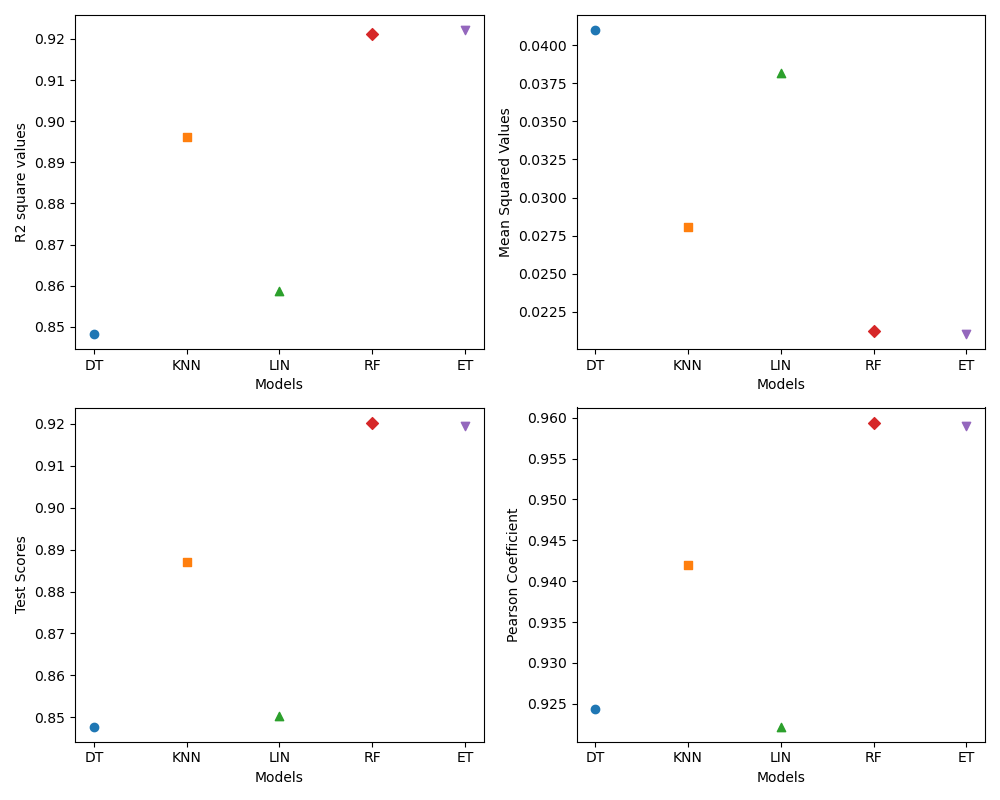 R2 square values
0.92
0.91
0.90
0.89
0.88
0.87
0.86
0.85
DT KNN LIN RF ET
Models
Mean Squared Values
0.0400
0.0375
0.0350
0.0325
0.0300
0.0275
0.0250
0.0225
DT KNN LIN RF ET
Models
Test Scores
0.92
0.91
0.90
0.89
0.88
0.87
0.86
0.85
DT KNN LIN RF ET
Models
Pearson Coefficient
0.960
0.955
0.950
0.945
0.940
0.935
0.930
0.925
DT KNN LIN RF ET
Models